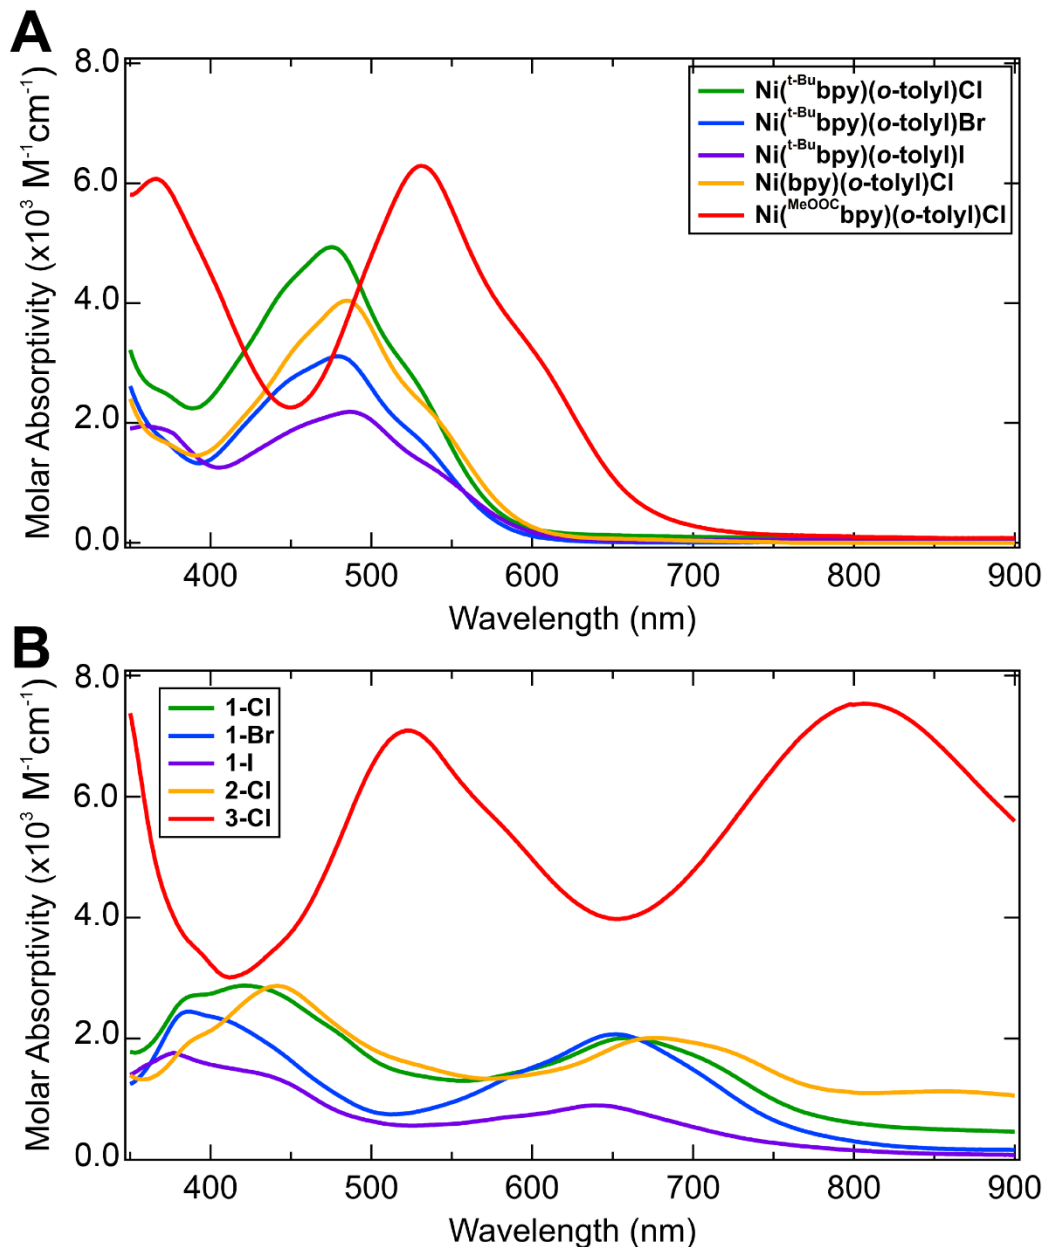 A
8.0
6.0
4.0
2.0
0.0
Molar Absorptivity (x10³ M⁻¹cm⁻¹)
Ni(ᵗ⁻ᴮᵘbpy)(o-tolyl)Cl
Ni(ᵗ⁻ᴮᵘbpy)(o-tolyl)Br
Ni(ᵗ⁻ᴮᵘbpy)(o-tolyl)I
Ni(bpy)(o-tolyl)Cl
Ni(ᴹᵉᴼᴼꟲbpy)(o-tolyl)Cl
400 500 600 700 800 900
Wavelength (nm)
B
8.0
6.0
4.0
2.0
0.0
Molar Absorptivity (x10³ M⁻¹cm⁻¹)
1-Cl
1-Br
1-I
2-Cl
3-Cl
400 500 600 700 800 900
Wavelength (nm)